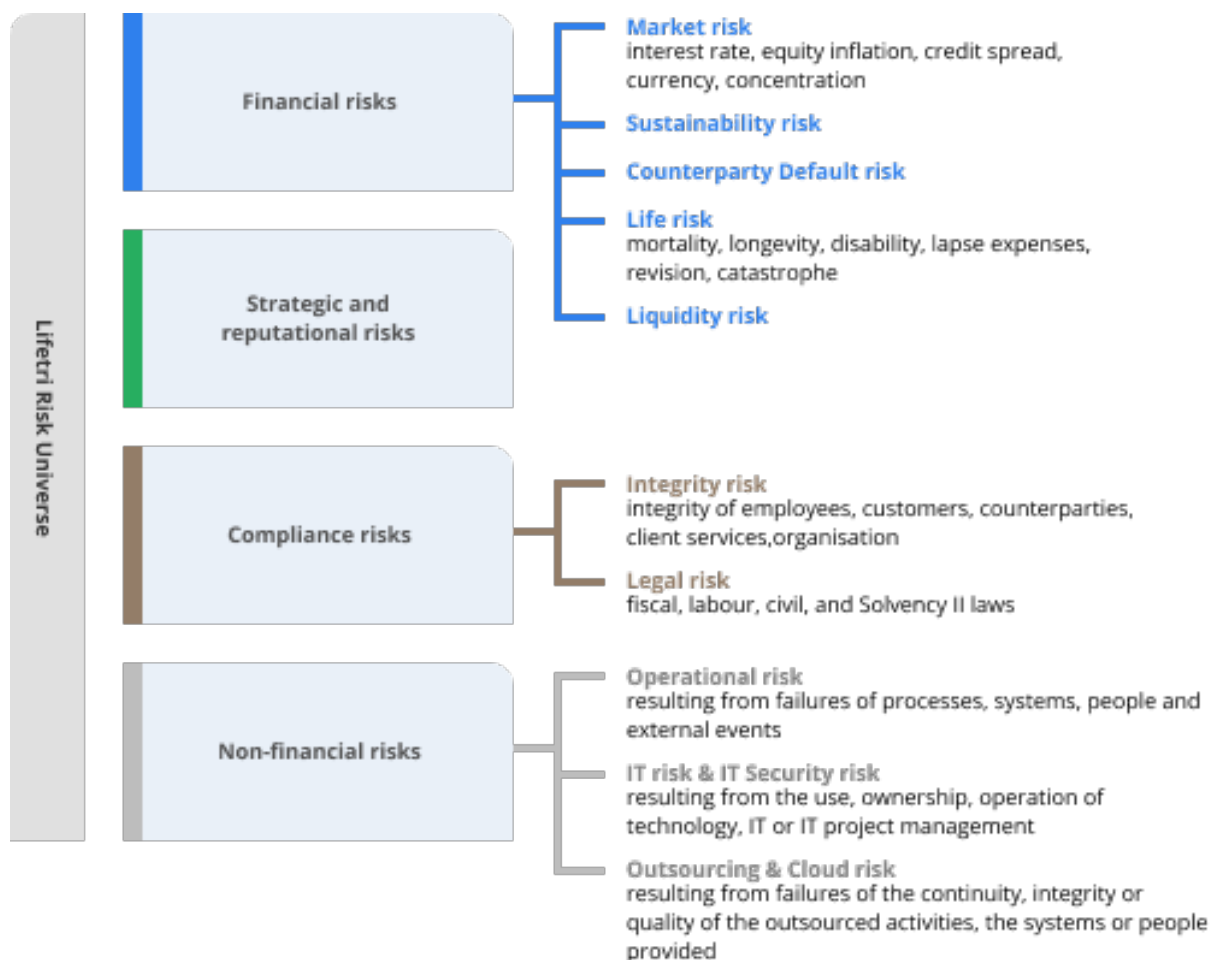 Lifetri Risk Universe
Financial risks
Market risk
interest rate, equity inflation, credit spread,
currency, concentration
Sustainability risk
Counterparty Default risk
Life risk
mortality, longevity, disability, lapse expenses,
revision, catastrophe
Liquidity risk
Strategic and
reputational risks
Compliance risks
Integrity risk
integrity of employees, customers, counterparties,
client services,organisation
Legal risk
fiscal, labour, civil, and Solvency II laws
Non-financial risks
Operational risk
resulting from failures of processes, systems, people and
external events
IT risk & IT Security risk
resulting from the use, ownership, operation of
technology, IT or IT project management
Outsourcing & Cloud risk
resulting from failures of the continuity, integrity or
quality of the outsourced activities, the systems or people
provided